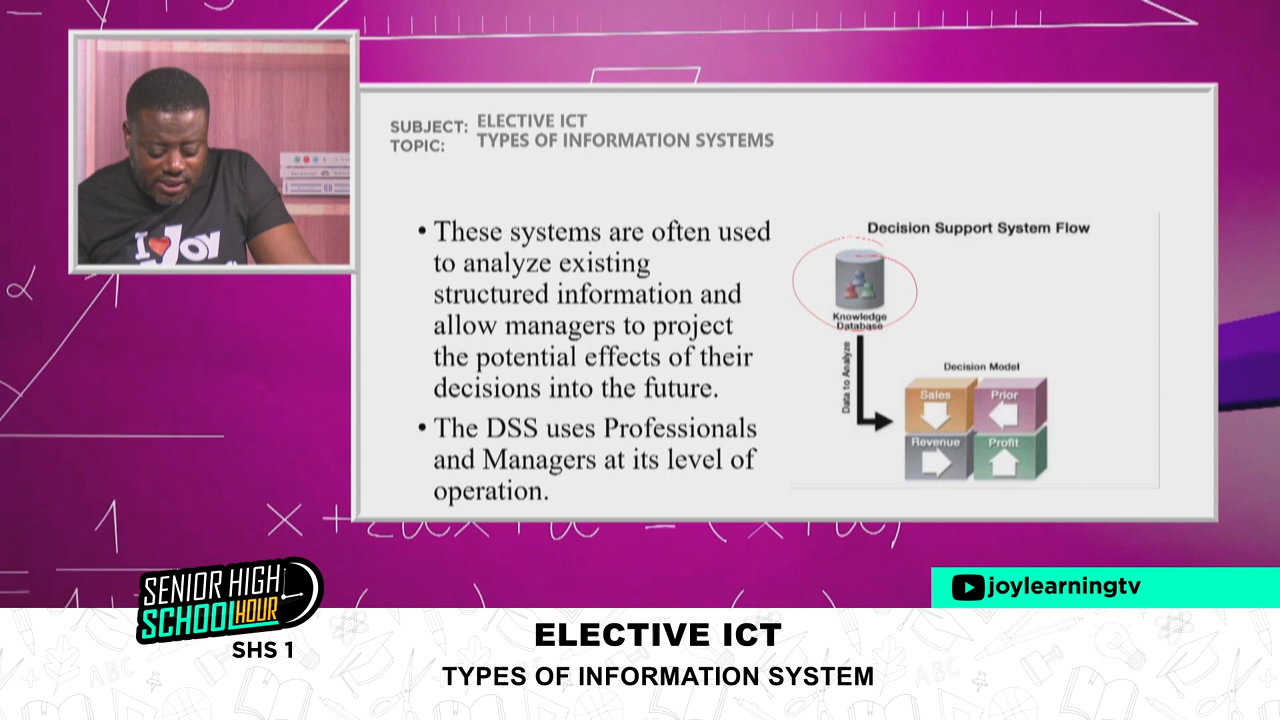 SUBJECT: ELECTIVE ICT
TOPIC: TYPES OF INFORMATION SYSTEMS
• These systems are often used
to analyze existing
structured information and
allow managers to project
the potential effects of their
decisions into the future.
• The DSS uses Professionals
and Managers at its level of
operation.
Decision Support System Flow
Knowledge
Database
Data to Analyze
Decision Model
Sales
Prior
Revenue
Profit
I ♥ JOY
SENIOR HIGH
SCHOOL HOUR
SHS 1
joylearningtv
ELECTIVE ICT
TYPES OF INFORMATION SYSTEM
ABC
ABC